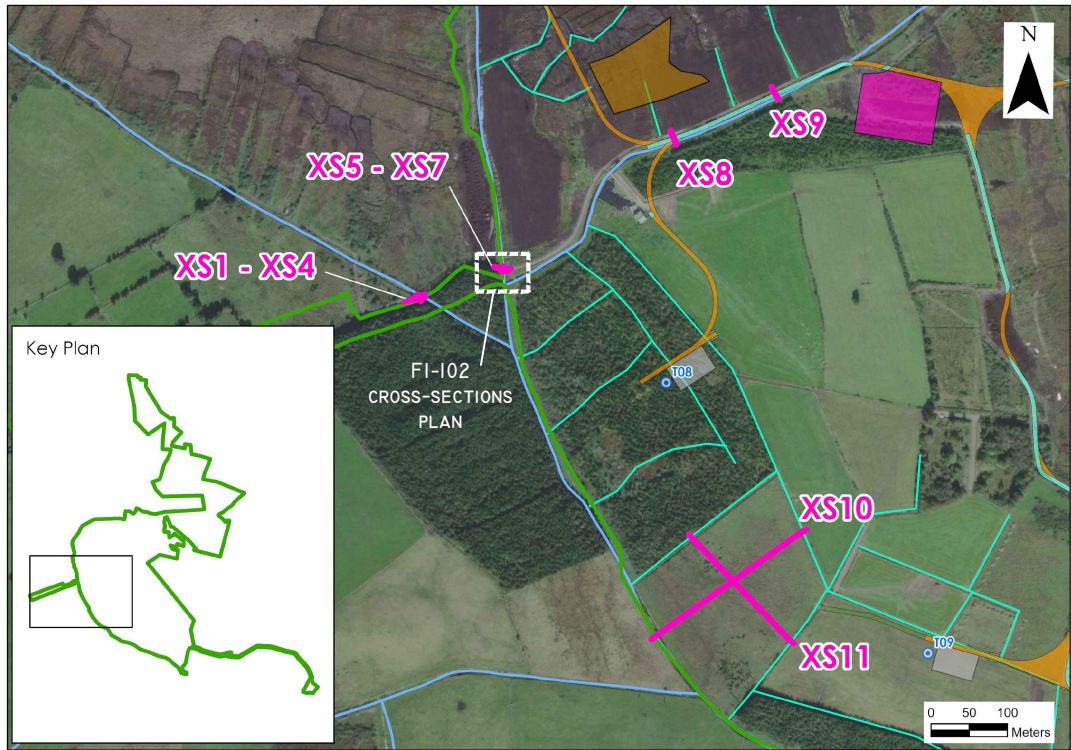 N
XS9
XS8
XS5 - XS7
XS1 - XS4
Key Plan
F1-102
CROSS-SECTIONS
PLAN
T08
XS10
XS11
T09
0 50 100
Meters